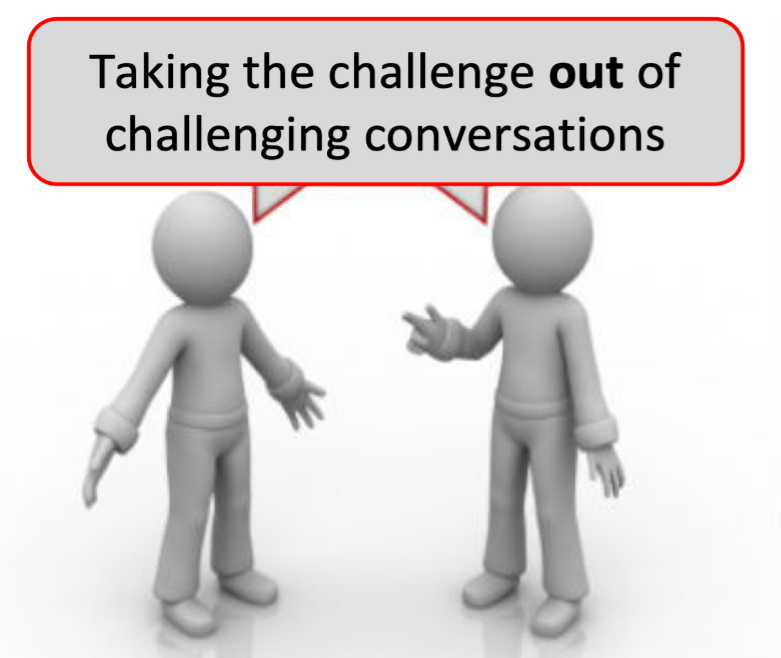 Taking the challenge out of
challenging conversations